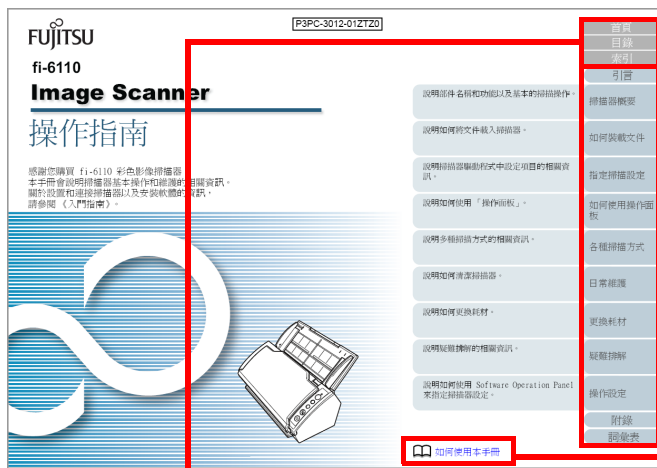 P3PC-3012-01ZTZ0
FUJITSU
fi-6110
Image Scanner
操作指南
感謝您購買 fi-6110 彩色影像掃描器
本手冊會說明掃描器基本操作和維護的相關資訊。
關於設置和連接掃描器以及安裝軟體的資訊，
請參閱《入門指南》。
首頁
目錄
索引
引言
說明部件名稱和功能以及基本的掃描操作。
掃描器概要
說明如何將文件載入掃描器。
如何裝載文件
說明掃描器驅動程式中設定項目的相關資
訊。
指定掃描設定
說明如何使用「操作面板」。
如何使用操作面
板
說明多種掃描方式的相關資訊。
各種掃描方式
說明如何清潔掃描器。
日常維護
說明如何更換耗材。
更換耗材
說明疑難排解的相關資訊。
疑難排解
說明如何使用 Software Operation Panel
來指定掃描器設定。
操作設定
附錄
詞彙表
如何使用本手冊